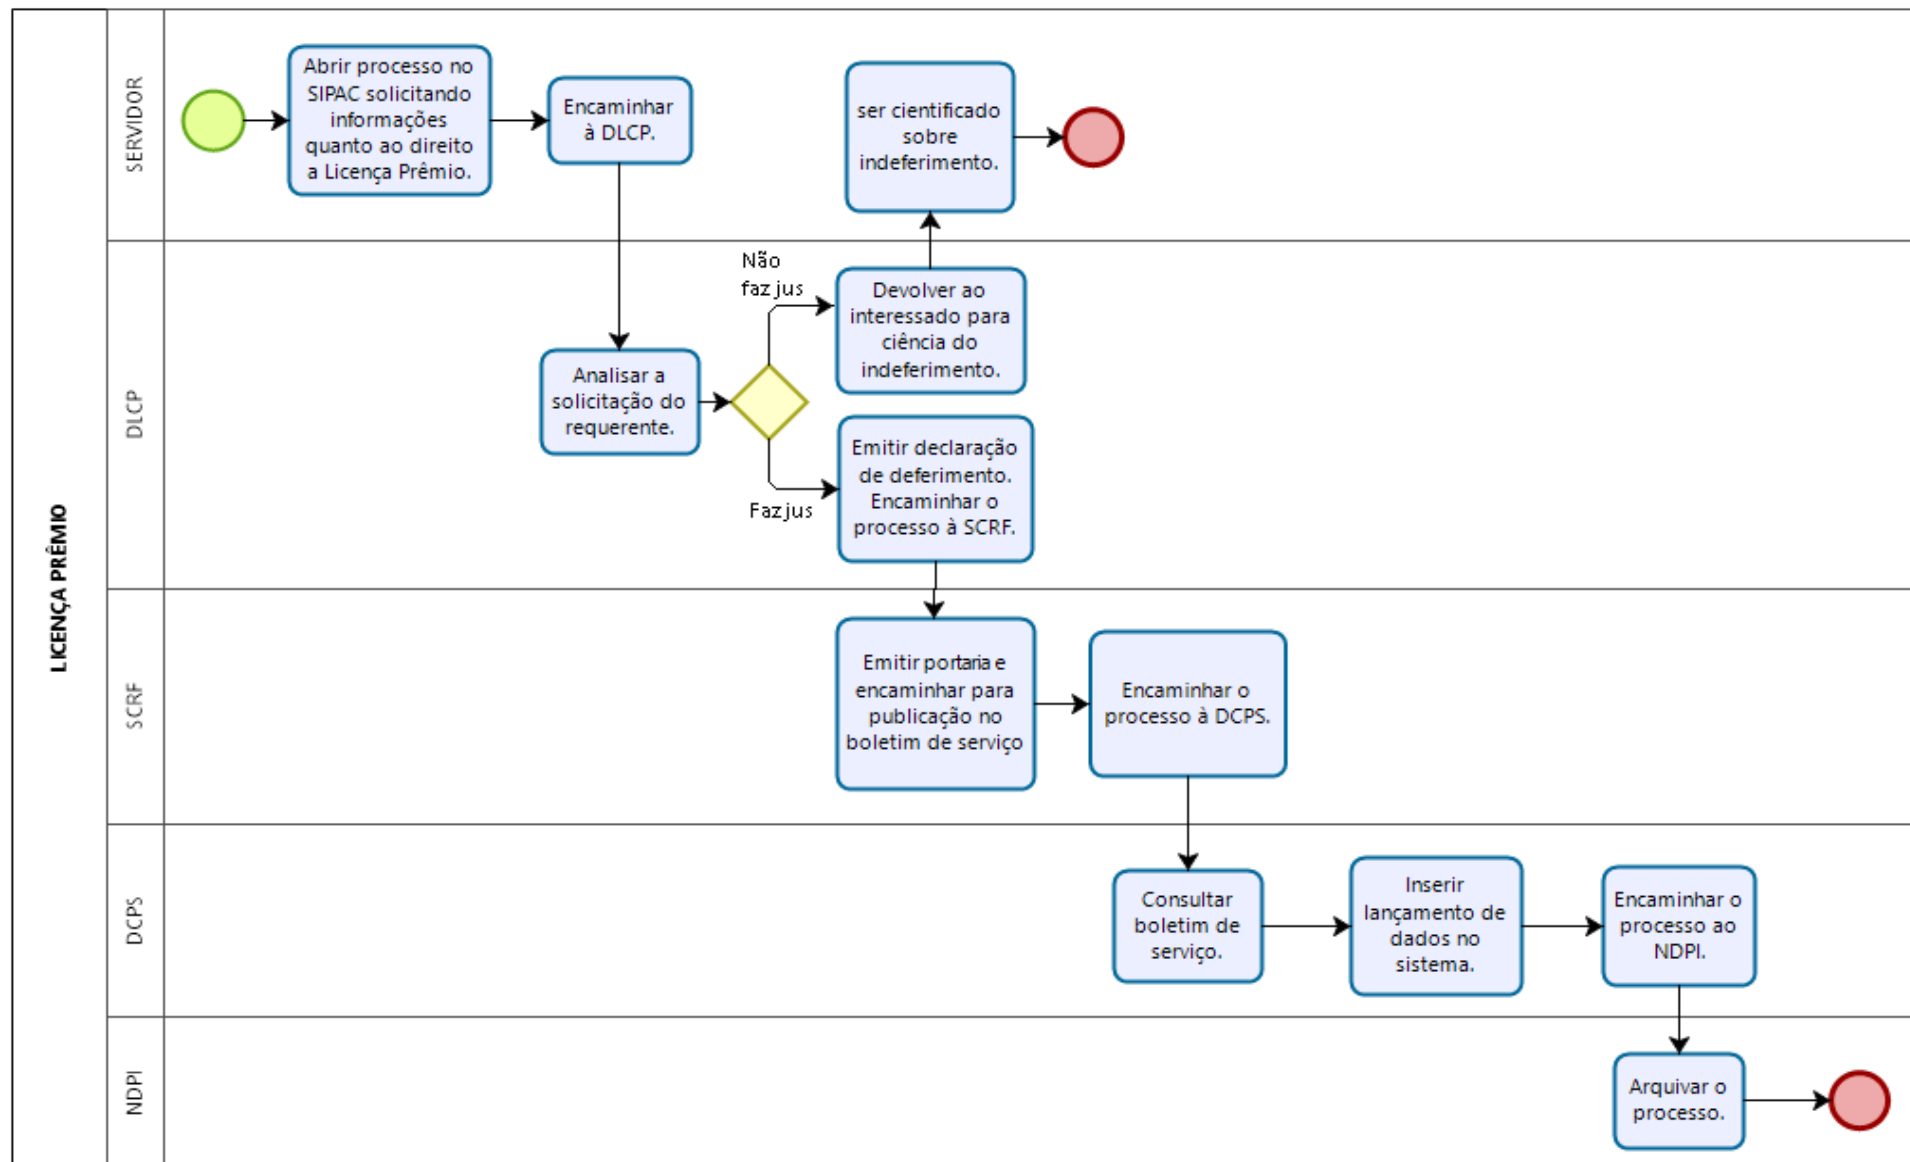 LICENÇA PRÊMIO
SERVIDOR
Abrir processo no
SIPAC solicitando
informações
quanto ao direito
a Licença Prêmio.
Encaminhar
à DLCP.
ser cientificado
sobre
indeferimento.
DLCP
Analisar a
solicitação do
requerente.
Não
faz jus
Devolver ao
interessado para
ciência do
indeferimento.
Faz jus
Emitir declaração
de deferimento.
Encaminhar o
processo à SCRF.
SCRF
Emitir portaria e
encaminhar para
publicação no
boletim de serviço
Encaminhar o
processo à DCPS.
DCPS
Consultar
boletim de
serviço.
Inserir
lançamento de
dados no
sistema.
Encaminhar o
processo ao
NDPI.
NDPI
Arquivar o
processo.